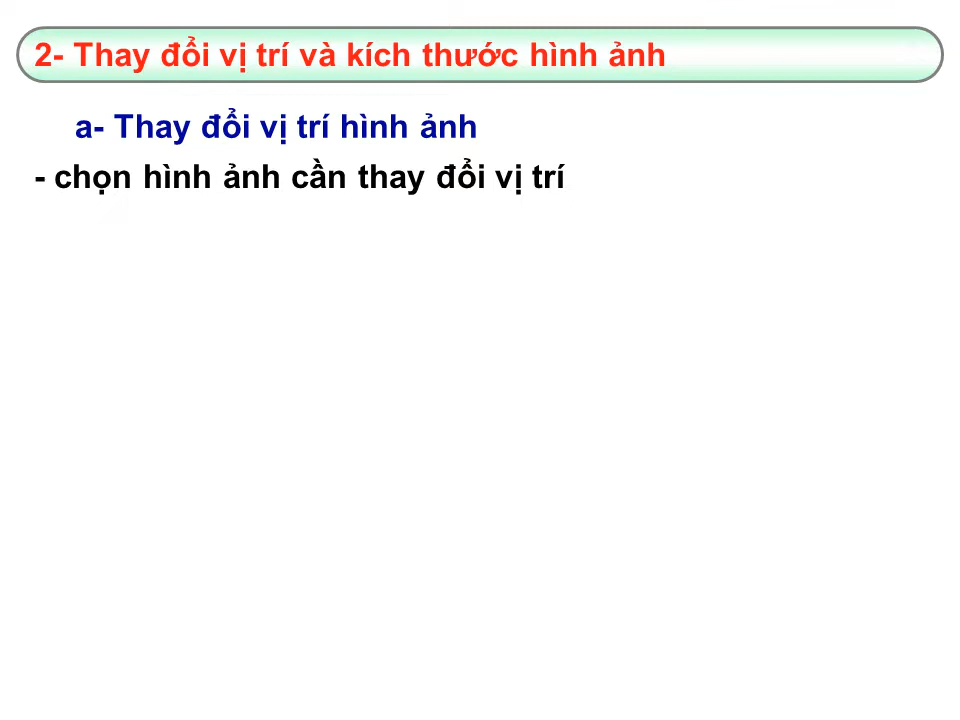 2- Thay đổi vị trí và kích thước hình ảnh
a- Thay đổi vị trí hình ảnh
- chọn hình ảnh cần thay đổi vị trí